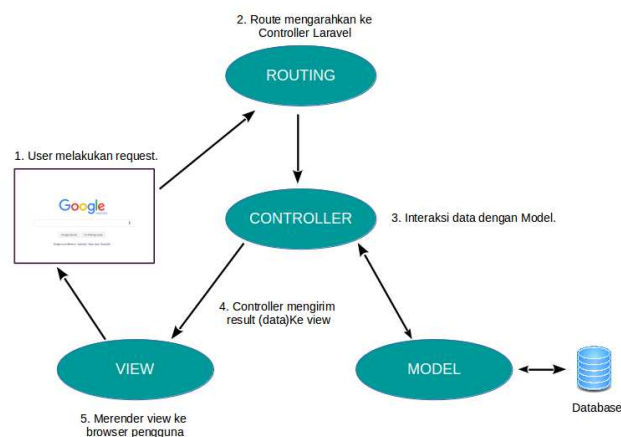 2. Route mengarahkan ke
Controller Laravel
ROUTING
1. User melakukan request.
Google
CONTROLLER
3. Interaksi data dengan Model.
4. Controller mengirim
result (data)Ke view
VIEW
MODEL
5. Merender view ke
browser pengguna
Database